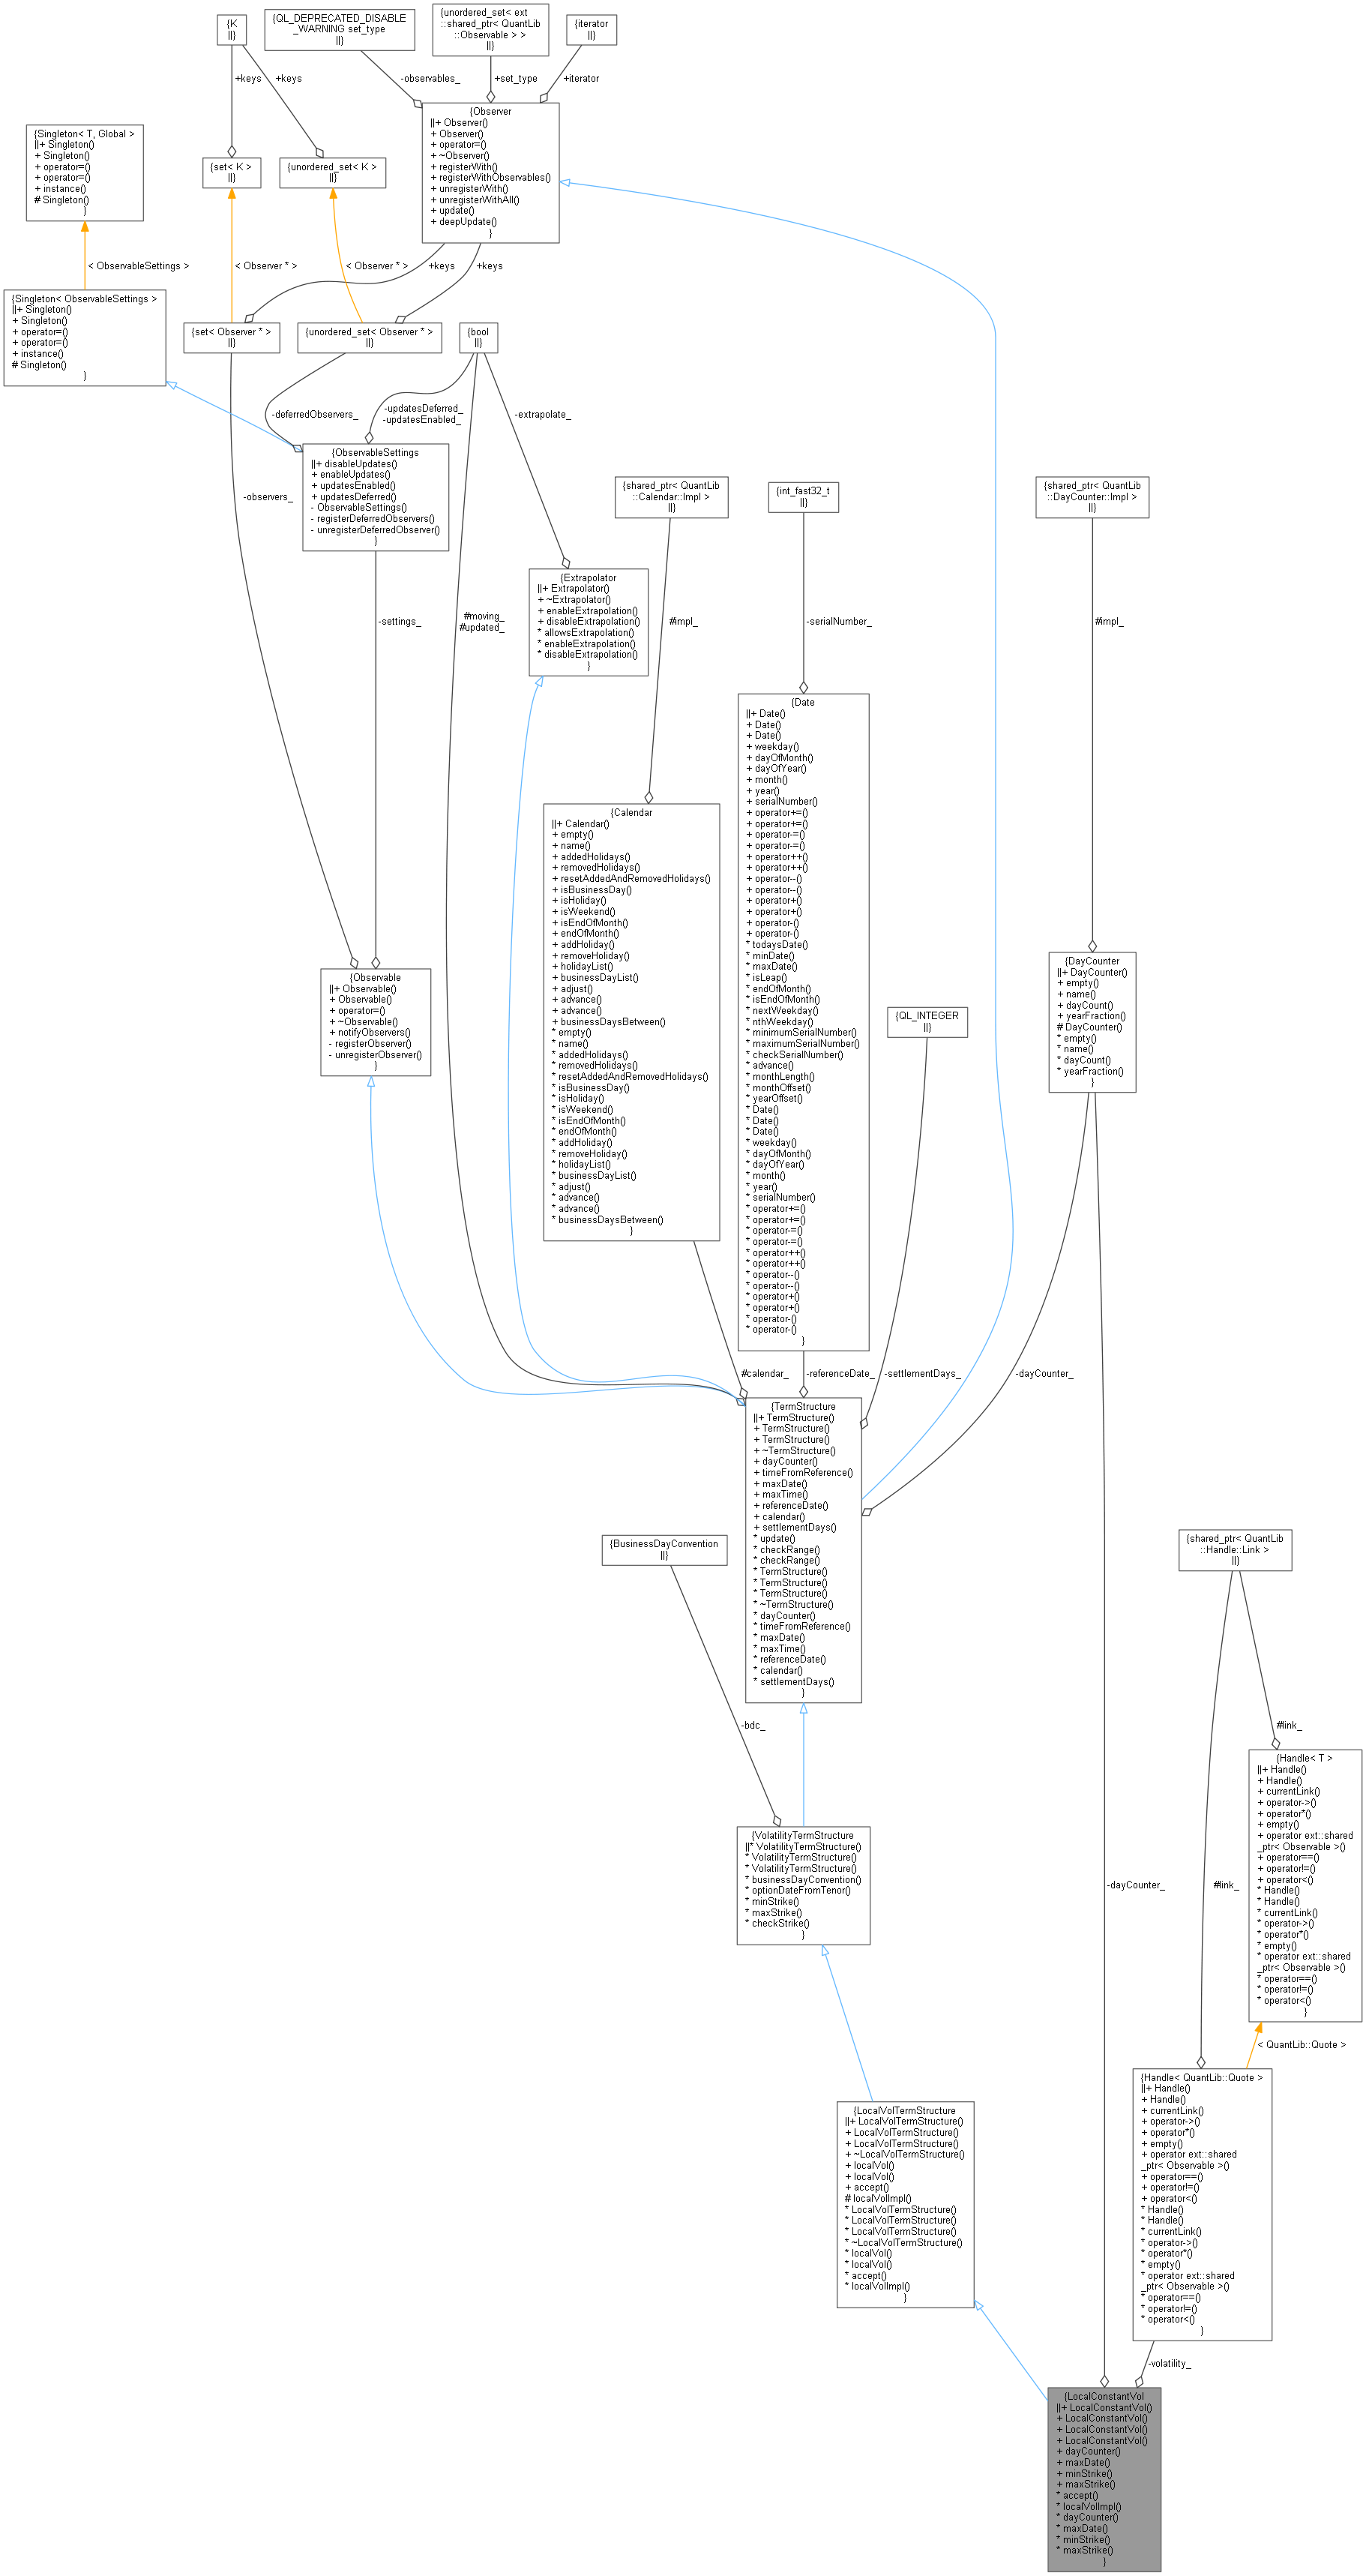 {K
||}
{QL_DEPRECATED_DISABLE
_WARNING set_type
||}
{unordered_set< ext
::shared_ptr< QuantLib
::Observable > >
||}
{iterator
||}
+keys
+keys
-observables_
+set_type
+iterator
{Singleton< T, Global >
||+ Singleton()
+ Singleton()
+ operator=()
+ operator=()
+ instance()
# Singleton()
}
{set< K >
||}
{unordered_set< K >
||}
{Observer
||+ Observer()
+ Observer()
+ operator=()
+ ~Observer()
+ registerWith()
+ registerWithObservables()
+ unregisterWith()
+ unregisterWithAll()
+ update()
+ deepUpdate()
}
< ObservableSettings >
< Observer * >
< Observer * >
+keys
+keys
{Singleton< ObservableSettings >
||+ Singleton()
+ Singleton()
+ operator=()
+ operator=()
+ instance()
# Singleton()
}
{set< Observer * >
||}
{unordered_set< Observer * >
||}
{bool
||}
-deferredObservers_
-updatesDeferred_
-updatesEnabled_
-extrapolate_
-observers_
{ObservableSettings
||+ disableUpdates()
+ enableUpdates()
+ updatesEnabled()
+ updatesDeferred()
- ObservableSettings()
- registerDeferredObservers()
- unregisterDeferredObserver()
}
{shared_ptr< QuantLib
::Calendar::Impl >
||}
{int_fast32_t
||}
{shared_ptr< QuantLib
::DayCounter::Impl >
||}
-settings_
#moving_
#updated_
{Extrapolator
||+ Extrapolator()
+ ~Extrapolator()
+ enableExtrapolation()
+ disableExtrapolation()
* allowsExtrapolation()
* enableExtrapolation()
* disableExtrapolation()
}
#impl_
-serialNumber_
#impl_
{Date
||+ Date()
+ Date()
+ Date()
+ weekday()
+ dayOfMonth()
+ dayOfYear()
+ month()
+ year()
+ serialNumber()
+ operator+=()
+ operator+=()
+ operator-=()
+ operator-=()
+ operator++()
+ operator++()
+ operator--()
+ operator--()
+ operator+()
+ operator+()
+ operator-()
+ operator-()
* todaysDate()
* minDate()
* maxDate()
* isLeap()
* endOfMonth()
* isEndOfMonth()
* nextWeekday()
* nthWeekday()
* minimumSerialNumber()
* maximumSerialNumber()
* checkSerialNumber()
* advance()
* monthLength()
* monthOffset()
* yearOffset()
* Date()
* Date()
* Date()
* weekday()
* dayOfMonth()
* dayOfYear()
* month()
* year()
* serialNumber()
* operator+=()
* operator+=()
* operator-=()
* operator-=()
* operator++()
* operator++()
* operator--()
* operator--()
* operator+()
* operator+()
* operator-()
* operator-()
}
{Calendar
||+ Calendar()
+ empty()
+ name()
+ addedHolidays()
+ removedHolidays()
+ resetAddedAndRemovedHolidays()
+ isBusinessDay()
+ isHoliday()
+ isWeekend()
+ isEndOfMonth()
+ endOfMonth()
+ addHoliday()
+ removeHoliday()
+ holidayList()
+ businessDayList()
+ adjust()
+ advance()
+ advance()
+ businessDaysBetween()
* empty()
* name()
* addedHolidays()
* removedHolidays()
* resetAddedAndRemovedHolidays()
* isBusinessDay()
* isHoliday()
* isWeekend()
* isEndOfMonth()
* endOfMonth()
* addHoliday()
* removeHoliday()
* holidayList()
* businessDayList()
* adjust()
* advance()
* advance()
* businessDaysBetween()
}
{Observable
||+ Observable()
+ Observable()
+ operator=()
+ ~Observable()
+ notifyObservers()
- registerObserver()
- unregisterObserver()
}
{QL_INTEGER
||}
{DayCounter
||+ DayCounter()
+ empty()
+ name()
+ dayCount()
+ yearFraction()
# DayCounter()
* empty()
* name()
* dayCount()
* yearFraction()
}
#calendar_
-referenceDate_
-settlementDays_
-dayCounter_
{TermStructure
||+ TermStructure()
+ TermStructure()
+ TermStructure()
+ ~TermStructure()
+ dayCounter()
+ timeFromReference()
+ maxDate()
+ maxTime()
+ referenceDate()
+ calendar()
+ settlementDays()
* update()
* checkRange()
* checkRange()
* TermStructure()
* TermStructure()
* TermStructure()
* ~TermStructure()
* dayCounter()
* timeFromReference()
* maxDate()
* maxTime()
* referenceDate()
* calendar()
* settlementDays()
}
{BusinessDayConvention
||}
{shared_ptr< QuantLib
::Handle::Link >
||}
-bdc_
#link_
{Handle< T >
||+ Handle()
+ Handle()
+ currentLink()
+ operator->()
+ operator*()
+ empty()
+ operator ext::shared
_ptr< Observable >()
+ operator==()
+ operator!=()
+ operator<()
* Handle()
* Handle()
* currentLink()
* operator->()
* operator*()
* empty()
* operator ext::shared
_ptr< Observable >()
* operator==()
* operator!=()
* operator<()
}
{VolatilityTermStructure
||* VolatilityTermStructure()
* VolatilityTermStructure()
* VolatilityTermStructure()
* businessDayConvention()
* optionDateFromTenor()
* minStrike()
* maxStrike()
* checkStrike()
}
-dayCounter_
#link_
< QuantLib::Quote >
{LocalVolTermStructure
||+ LocalVolTermStructure()
+ LocalVolTermStructure()
+ LocalVolTermStructure()
+ ~LocalVolTermStructure()
+ localVol()
+ localVol()
+ accept()
# localVolImpl()
* LocalVolTermStructure()
* LocalVolTermStructure()
* LocalVolTermStructure()
* ~LocalVolTermStructure()
* localVol()
* localVol()
* accept()
* localVolImpl()
}
{Handle< QuantLib::Quote >
||+ Handle()
+ Handle()
+ currentLink()
+ operator->()
+ operator*()
+ empty()
+ operator ext::shared
_ptr< Observable >()
+ operator==()
+ operator!=()
+ operator<()
* Handle()
* Handle()
* currentLink()
* operator->()
* operator*()
* empty()
* operator ext::shared
_ptr< Observable >()
* operator==()
* operator!=()
* operator<()
}
-volatility_
{LocalConstantVol
||+ LocalConstantVol()
+ LocalConstantVol()
+ LocalConstantVol()
+ LocalConstantVol()
+ dayCounter()
+ maxDate()
+ minStrike()
+ maxStrike()
* accept()
* localVolImpl()
* dayCounter()
* maxDate()
* minStrike()
* maxStrike()
}